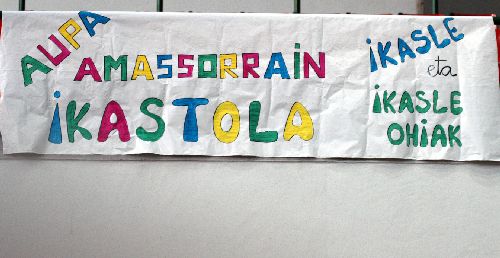 AUPA
AMASSORRAIN
iKASTOLA
iKASLE
eta
iKASLE
OHIAK